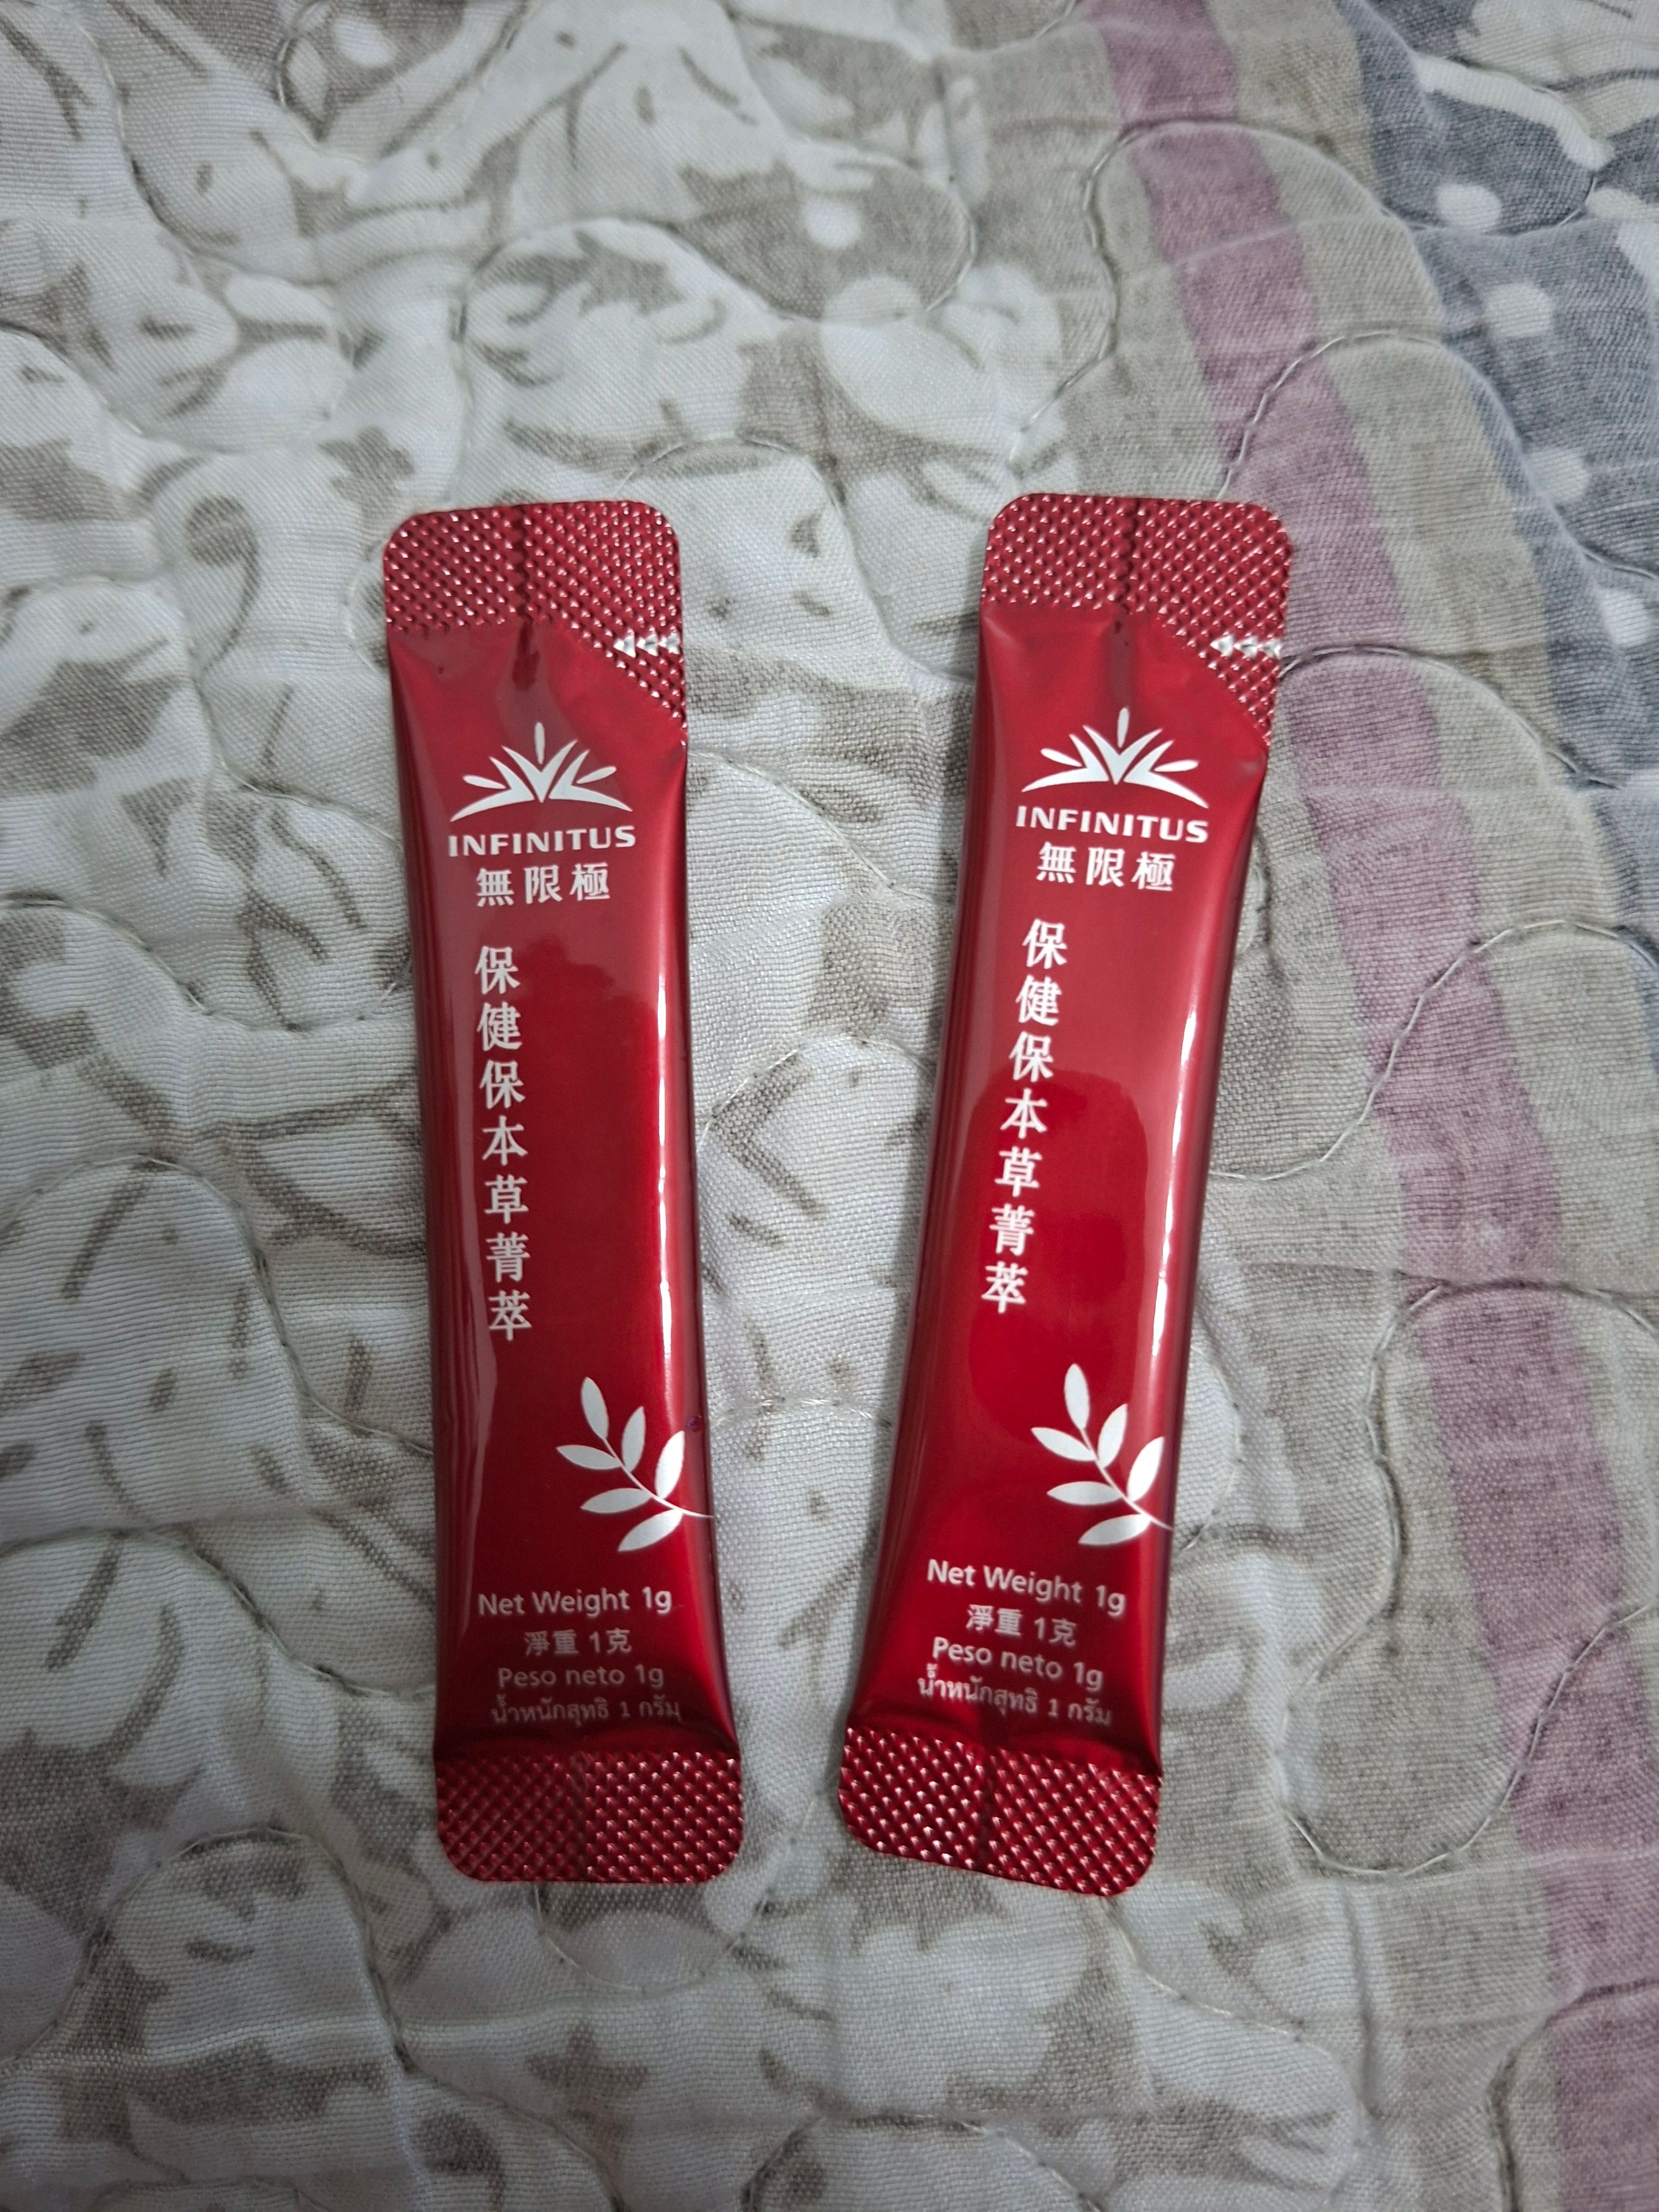 INFINITUS
無限極
保健保本草菁萃
Net Weight 1g
淨重 1克
Peso neto 1g
น้ำหนักสุทธิ 1 กรัม
INFINITUS
無限極
保健保本草菁萃
Net Weight 1g
淨重 1克
Peso neto 1g
น้ำหนักสุทธิ 1 กรัม